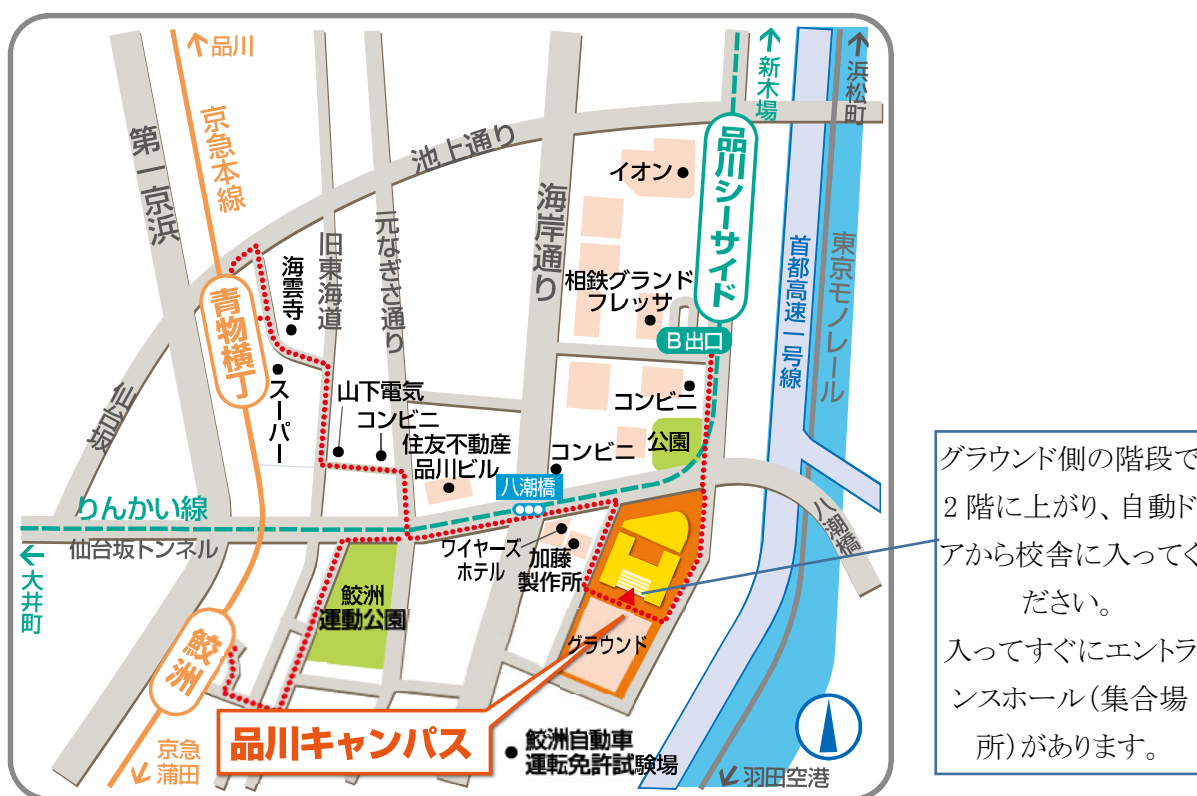 品川
京急本線
第一京浜
池上通り
新木場
浜松町
品川シーサイド
イオン
海岸通り
元なぎさ通り
旧東海道
海雲寺
青物横丁
相鉄グランド
フレッサ
B出口
首都高速一号線
東京モノレール
スーパー
仙台坂
山下電気
コンビニ
住友不動産
品川ビル
コンビニ
コンビニ
公園
八潮橋
りんかい線
仙台坂トンネル
大井町
ワイヤーズ
ホテル
加藤
製作所
八潮橋
鮫洲
運動公園
グラウンド
鮫洲
品川キャンパス
京急
蒲田
鮫洲自動車
運転免許試験場
羽田空港
グラウンド側の階段で
2階に上がり、自動ド
アから校舎に入ってく
ださい。
入ってすぐにエントラ
ンスホール(集合場
所)があります。